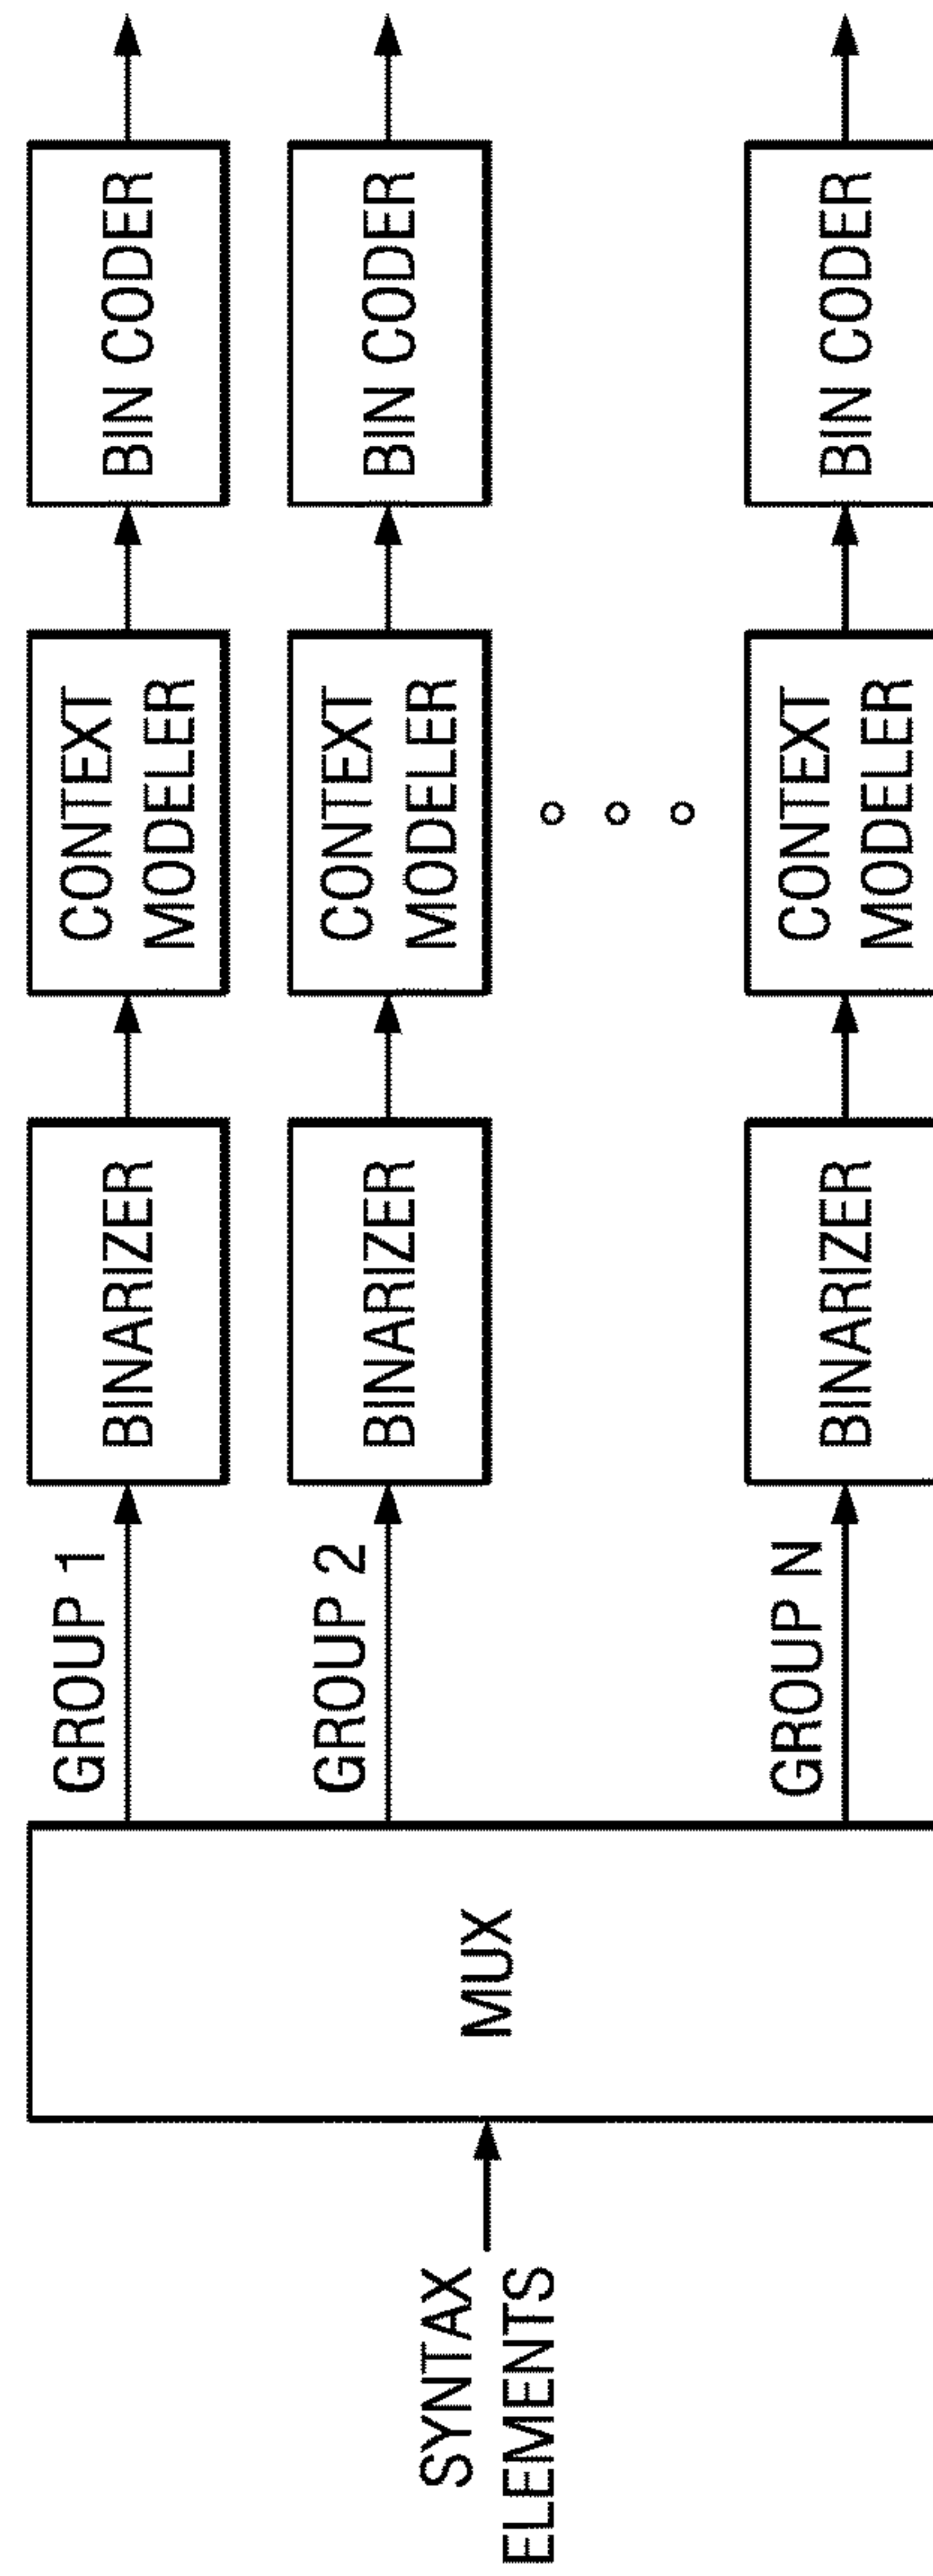 SYNTAX
ELEMENTS
MUX
GROUP 1
BINARIZER
CONTEXT
MODELER
BIN CODER
GROUP 2
BINARIZER
CONTEXT
MODELER
BIN CODER
GROUP N
BINARIZER
CONTEXT
MODELER
BIN CODER